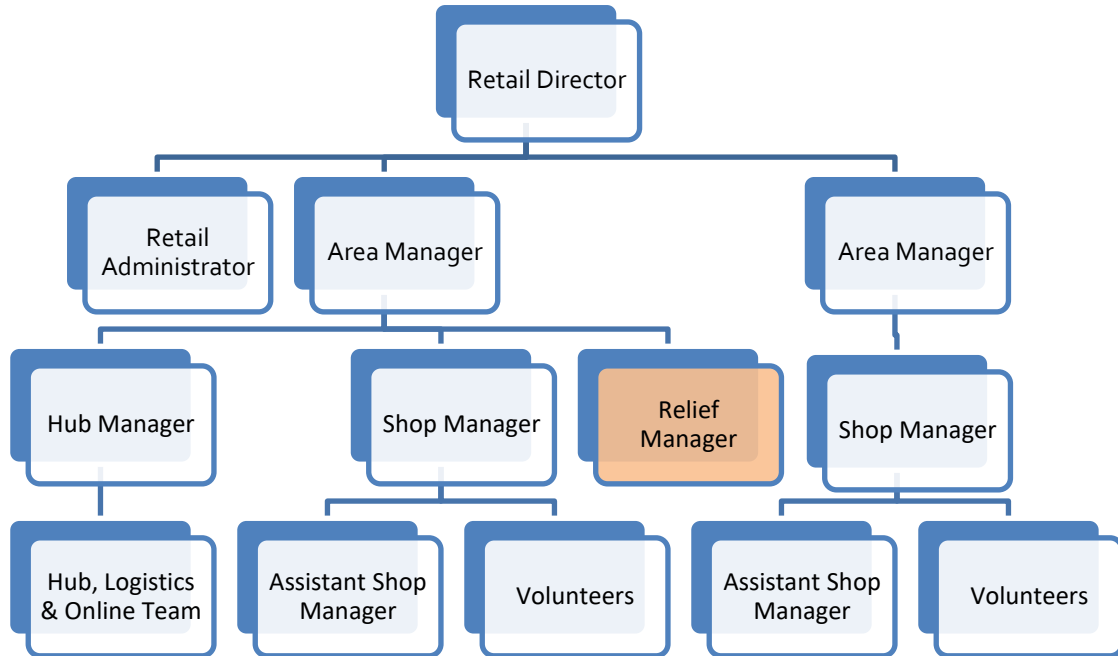 Retail Director
Retail
Administrator
Area Manager
Area Manager
Hub Manager
Shop Manager
Relief
Manager
Shop Manager
Hub, Logistics
& Online Team
Assistant Shop
Manager
Volunteers
Assistant Shop
Manager
Volunteers